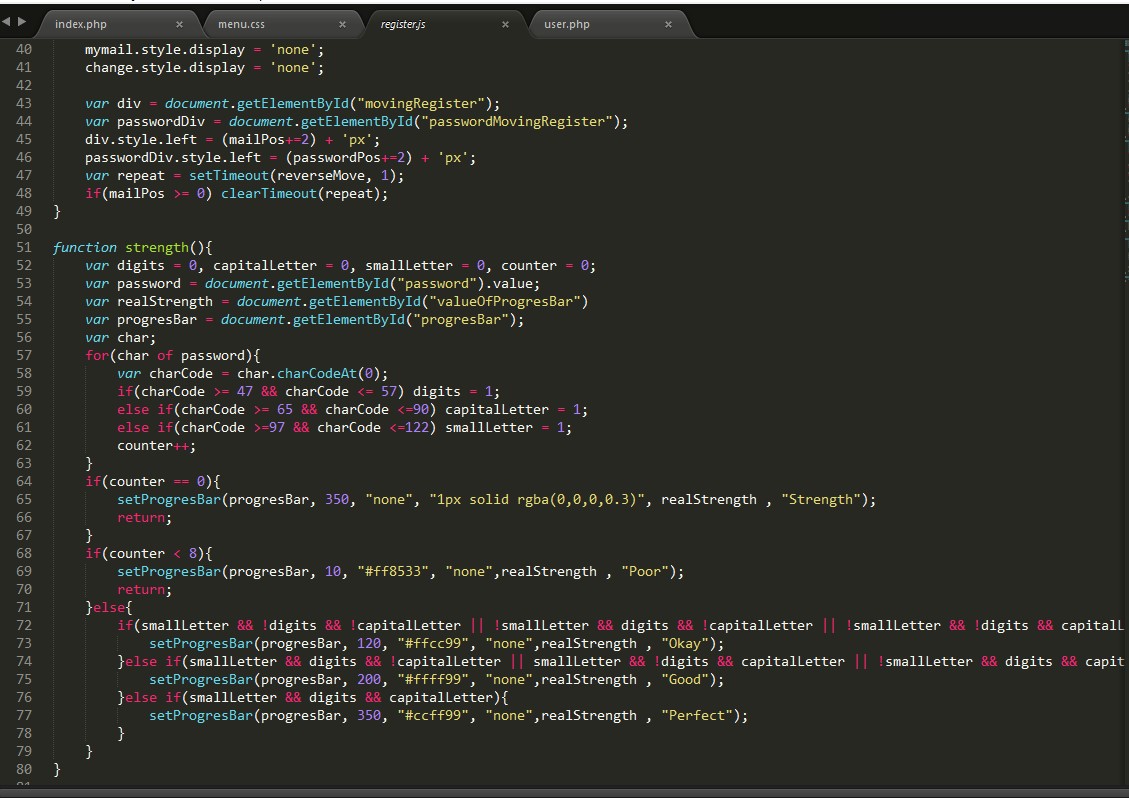 index.php × menu.css × register.js × user.php ×
40 mymail.style.display = 'none';
41 change.style.display = 'none';
42
43 var div = document.getElementById("movingRegister");
44 var passwordDiv = document.getElementById("passwordMovingRegister");
45 div.style.left = (mailPos+=2) + 'px';
46 passwordDiv.style.left = (passwordPos+=2) + 'px';
47 var repeat = setTimeout(reverseMove, 1);
48 if(mailPos >= 0) clearTimeout(repeat);
49 }
50
51 function strength(){
52 var digits = 0, capitalLetter = 0, smallLetter = 0, counter = 0;
53 var password = document.getElementById("password").value;
54 var realStrength = document.getElementById("valueOfProgresBar")
55 var progresBar = document.getElementById("progresBar");
56 var char;
57 for(char of password){
58 var charCode = char.charCodeAt(0);
59 if(charCode >= 47 && charCode <= 57) digits = 1;
60 else if(charCode >= 65 && charCode <=90) capitalLetter = 1;
61 else if(charCode >=97 && charCode <=122) smallLetter = 1;
62 counter++;
63 }
64 if(counter == 0){
65 setProgresBar(progresBar, 350, "none", "1px solid rgba(0,0,0,0.3)", realStrength , "Strength");
66 return;
67 }
68 if(counter < 8){
69 setProgresBar(progresBar, 10, "#ff8533", "none",realStrength , "Poor");
70 return;
71 }else{
72 if(smallLetter && !digits && !capitalLetter || !smallLetter && digits && !capitalLetter || !smallLetter && !digits && capitalL
73 setProgresBar(progresBar, 120, "#ffcc99", "none",realStrength , "Okay");
74 }else if(smallLetter && digits && !capitalLetter || smallLetter && !digits && capitalLetter || !smallLetter && digits && capit
75 setProgresBar(progresBar, 200, "#ffff99", "none",realStrength , "Good");
76 }else if(smallLetter && digits && capitalLetter){
77 setProgresBar(progresBar, 350, "#ccff99", "none",realStrength , "Perfect");
78 }
79 }
80 }